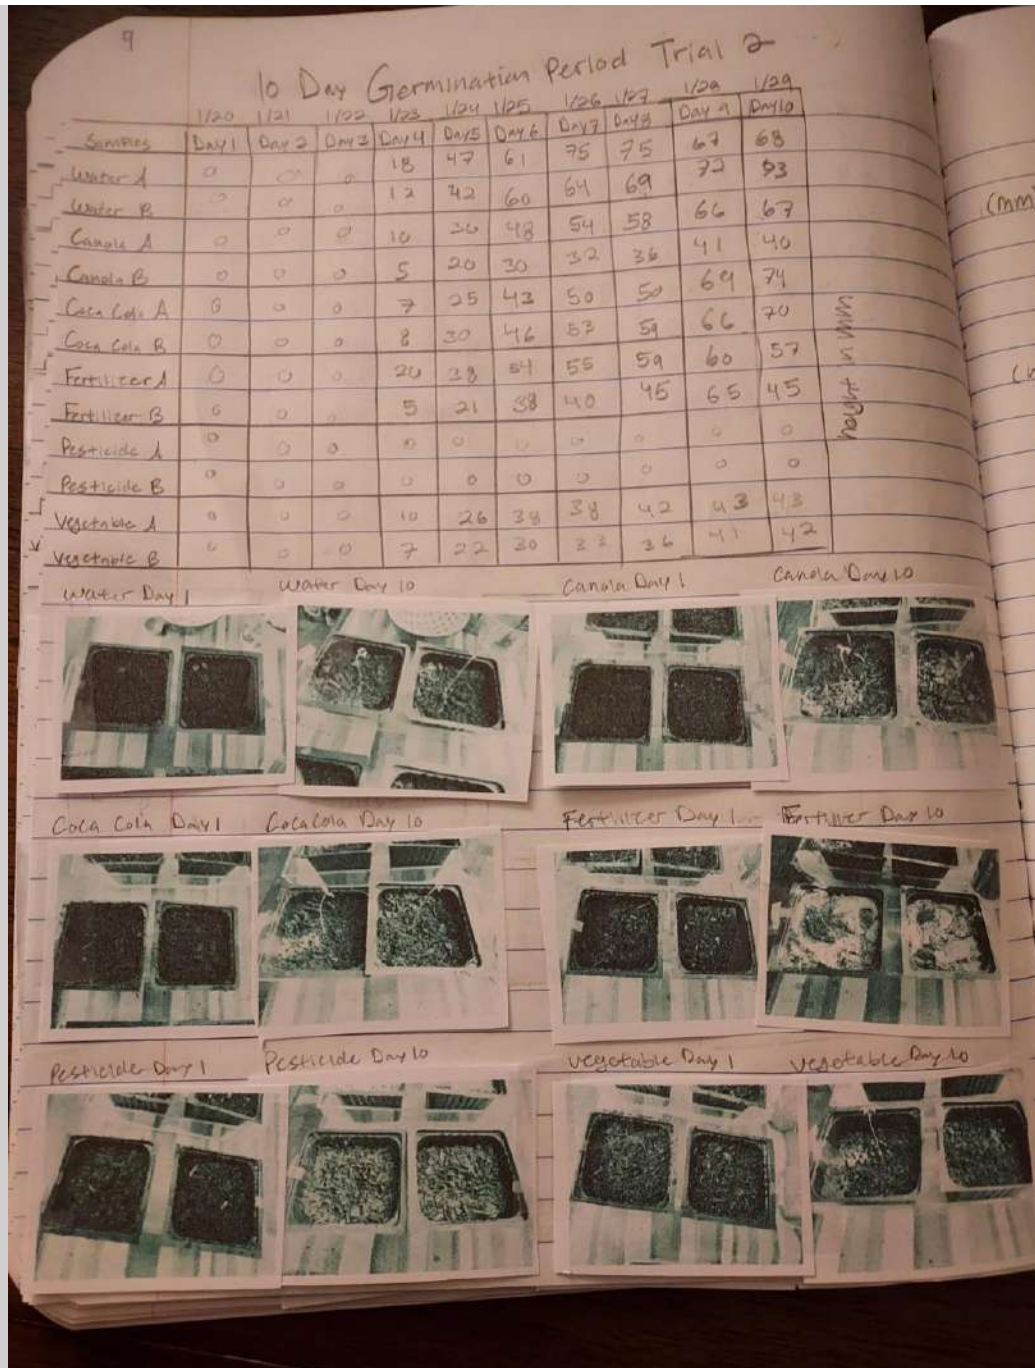 9
10 Day Germination Period Trial 2
1/20 1/21 1/22 1/23 1/24 1/25 1/26 1/27 1/28 1/29
Samples Day 1 Day 2 Day 3 Day 4 Day5 Day 6 Day 7 Day 8 Day 9 Day 10
Water A 0 0 0 18 47 61 75 75 67 68
Water B 0 0 0 12 42 60 64 69 72 93
Canola A 0 0 0 10 36 48 54 58 66 67
Canola B 0 0 0 5 20 30 32 36 41 40
Coca Cola A 0 0 0 7 25 43 50 50 69 74
Coca Cola B 0 0 0 8 30 46 53 59 66 70
Fertilizer A 0 0 0 20 38 54 55 59 60 57
Fertilizer B 0 0 0 5 21 38 40 45 65 45
Pesticide A 0 0 0 0 0 0 0 0 0 0
Pesticide B 0 0 0 0 0 0 0 0 0 0
Vegetable A 0 0 0 10 26 38 38 42 43 43
Vegetable B 0 0 0 7 22 30 33 36 41 42
Height in mm
(mm
Water Day 1 Water Day 10 Canola Day 1 Canola Day 10
Coca Cola Day 1 Coca Cola Day 10 Fertilizer Day 1 Fertilizer Day 10
Pesticide Day 1 Pesticide Day 10 Vegetable Day 1 Vegetable Day 10